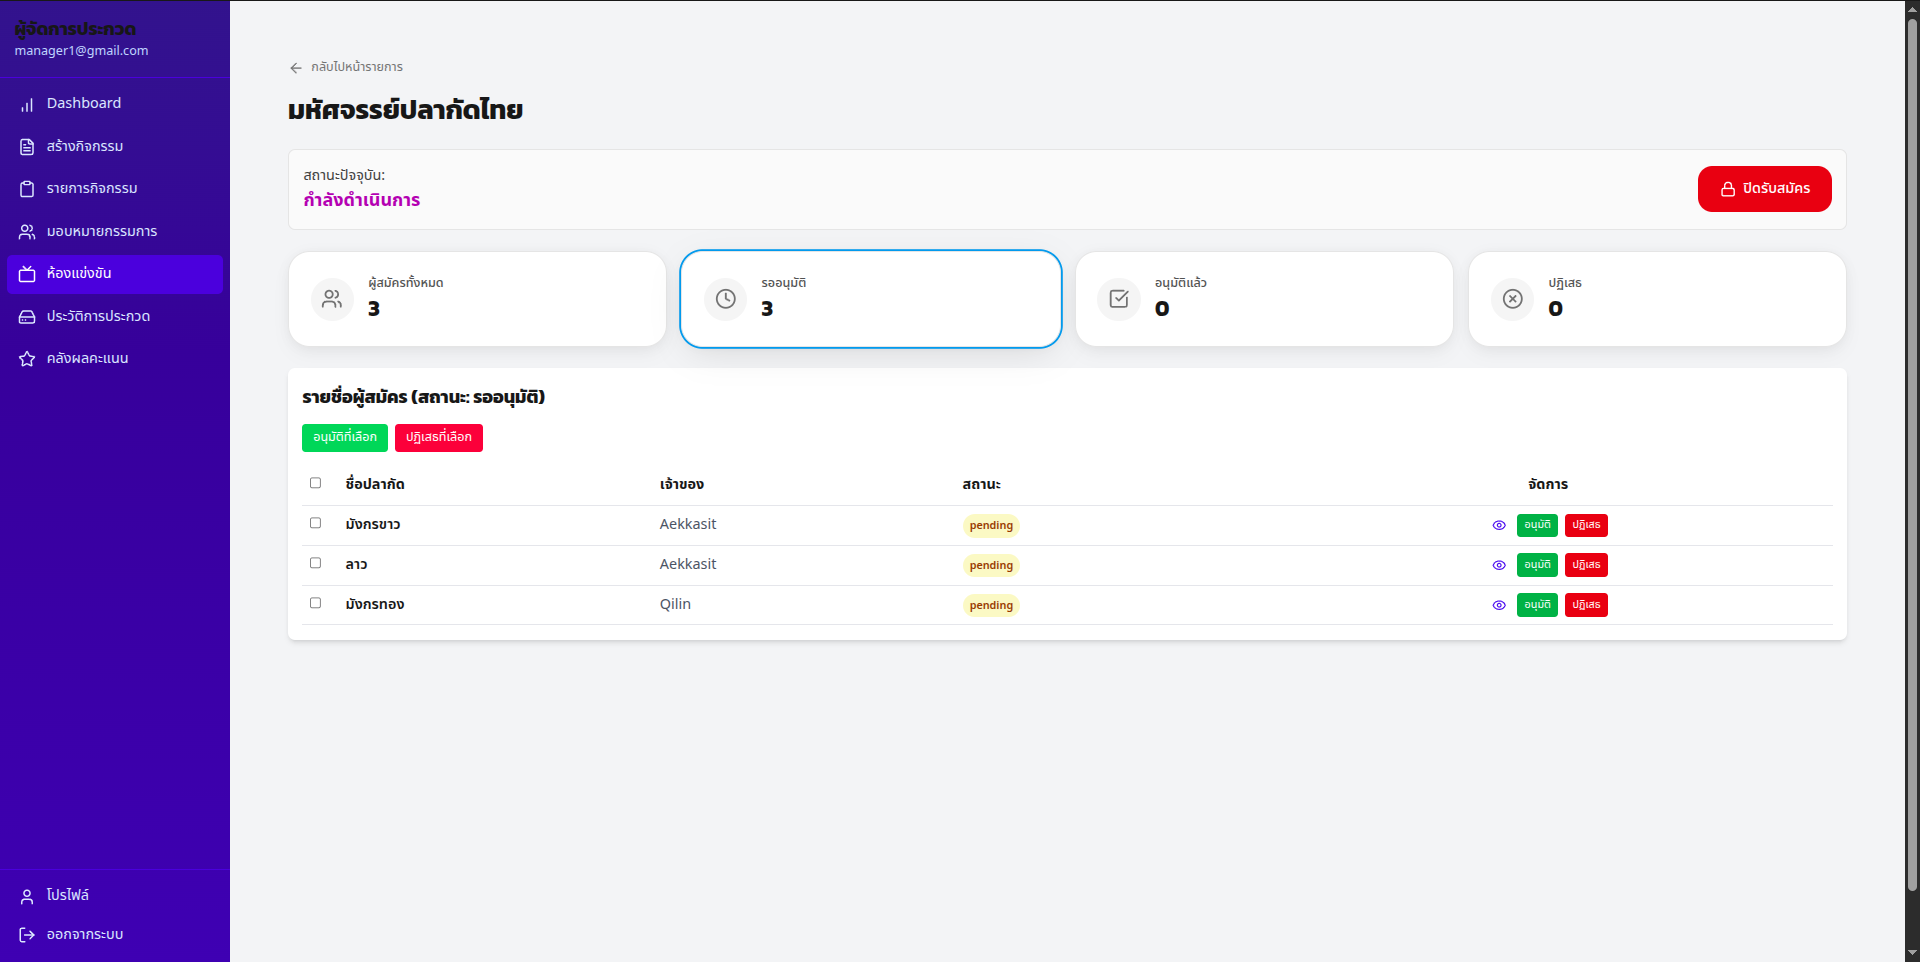 ผู้จัดการประกวด
manager1@gmail.com
Dashboard
สร้างกิจกรรม
รายการกิจกรรม
มอบหมายกรรมการ
ห้องแข่งขัน
ประวัติการประกวด
คลังผลคะแนน
โปรไฟล์
ออกจากระบบ
กลับไปหน้ารายการ
มหัศจรรย์ปลากัดไทย
สถานะปัจจุบัน:
กำลังดำเนินการ
ปิดรับสมัคร
ผู้สมัครทั้งหมด
3
รออนุมัติ
3
อนุมัติแล้ว
0
ปฏิเสธ
0
รายชื่อผู้สมัคร (สถานะ: รออนุมัติ)
อนุมัติที่เลือก ปฏิเสธที่เลือก
ชื่อปลากัด เจ้าของ สถานะ จัดการ
มังกรขาว Aekkasit pending อนุมัติ ปฏิเสธ
ลาว Aekkasit pending อนุมัติ ปฏิเสธ
มังกรทอง Qilin pending อนุมัติ ปฏิเสธ